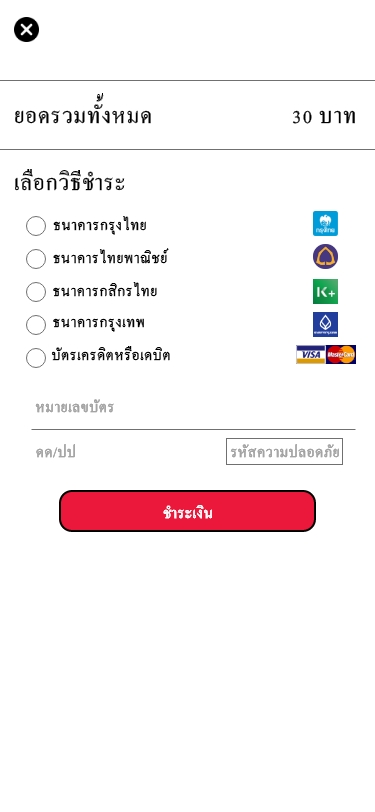 ยอดรวมทั้งหมด 30 บาท
เลือกวิธีชำระ
ธนาคารกรุงไทย กรุงไทย
ธนาคารไทยพาณิชย์
ธนาคารกสิกรไทย K+
ธนาคารกรุงเทพ
บัตรเครดิตหรือเดบิต VISA MasterCard
หมายเลขบัตร
ดด/ปป รหัสความปลอดภัย
ชำระเงิน